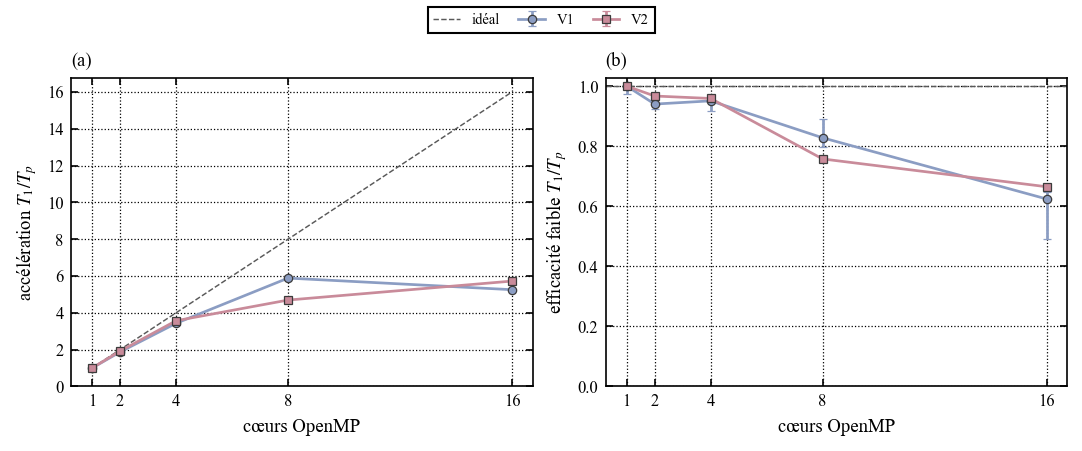 idéal V1 V2
(a)
(b)
16
14
12
10
8
6
4
2
0
accélération T₁/Tₚ
1 2 4 8 16
cœurs OpenMP
1.0
0.8
0.6
0.4
0.2
0.0
efficacité faible T₁/Tₚ
1 2 4 8 16
cœurs OpenMP